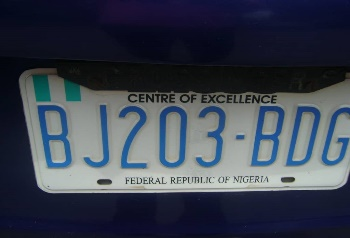 CENTRE OF EXCELLENCE
BJ203-BDG
FEDERAL REPUBLIC OF NIGERIA